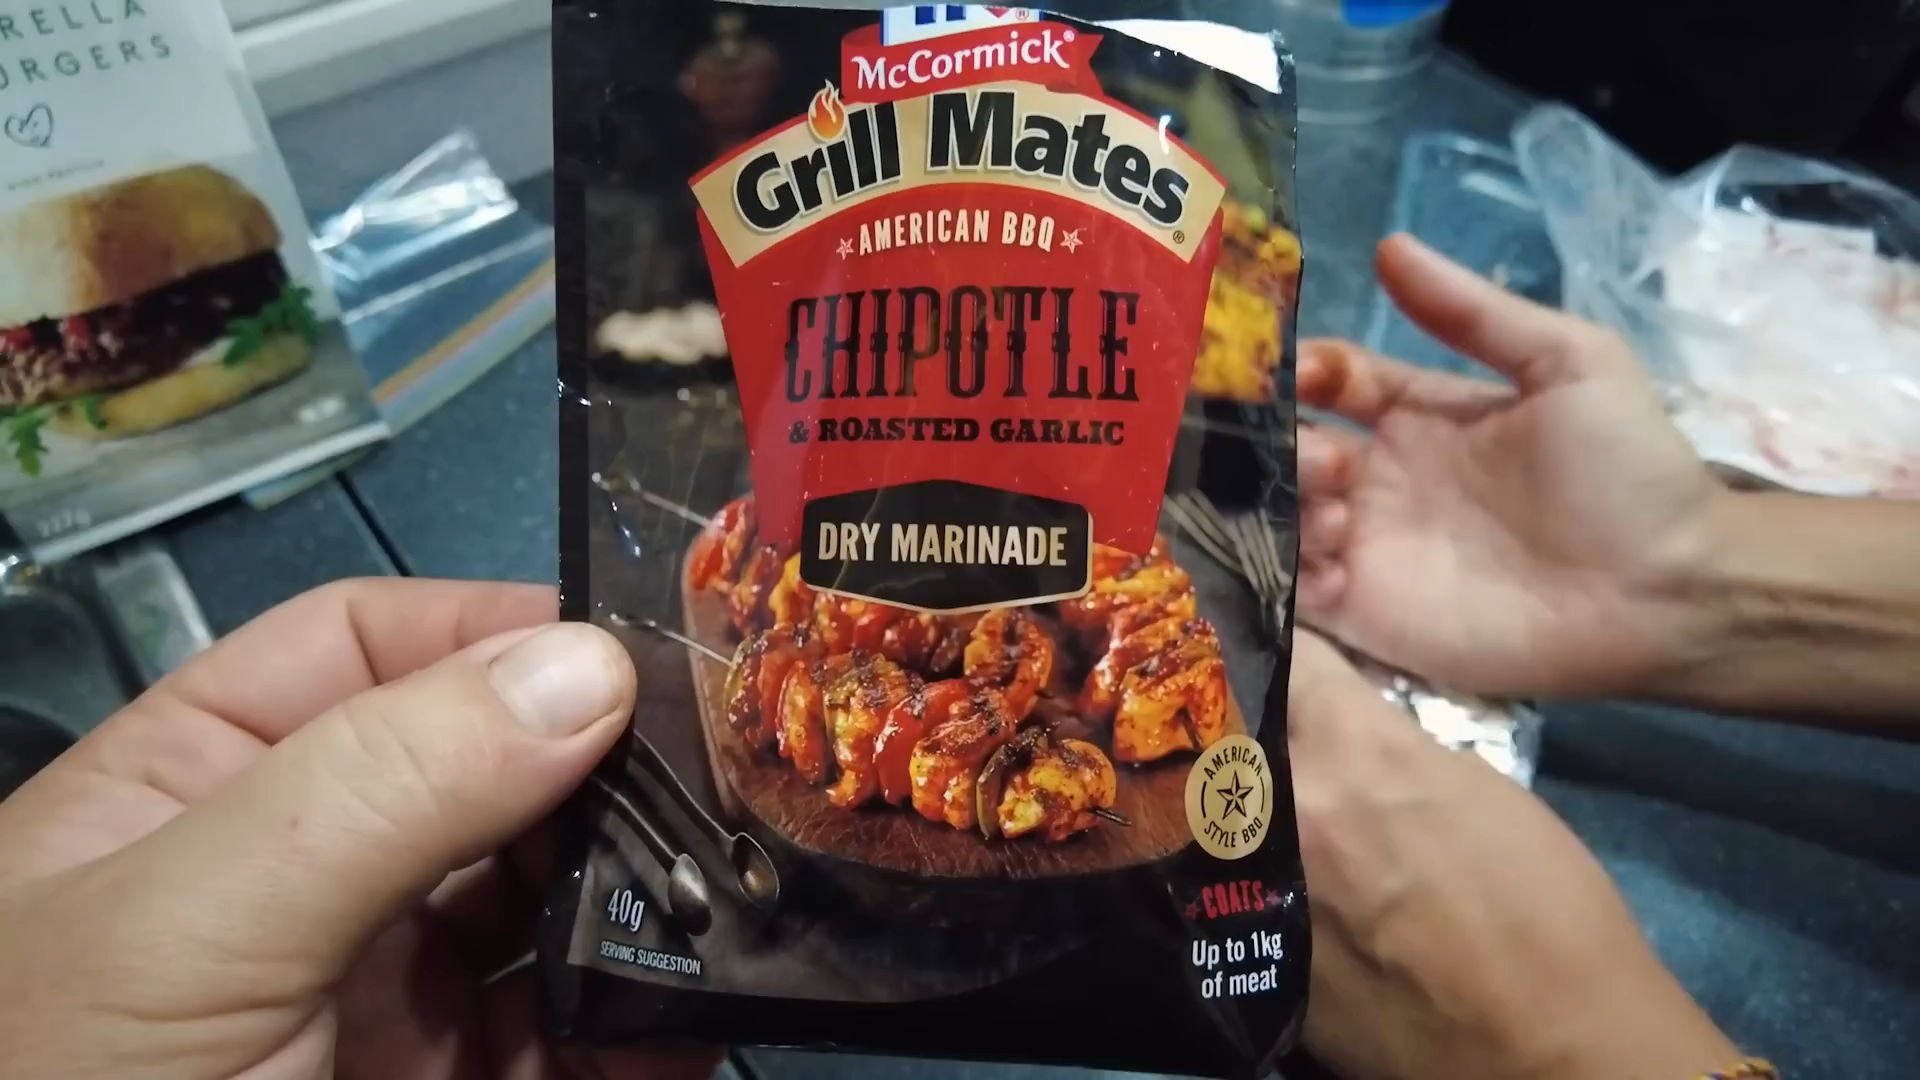 RELLA
URGERS
227g
McCormick®
Grill Mates®
AMERICAN BBQ
CHIPOTLE
& ROASTED GARLIC
DRY MARINADE
AMERICAN
STYLE BBQ
40g
SERVING SUGGESTION
COATS
Up to 1kg
of meat